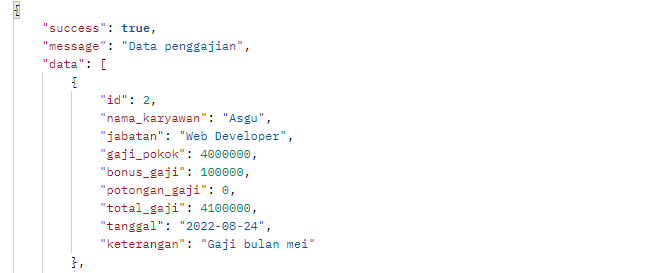 {
"success": true,
"message": "Data penggajian",
"data": [
{
"id": 2,
"nama_karyawan": "Asgu",
"jabatan": "Web Developer",
"gaji_pokok": 4000000,
"bonus_gaji": 100000,
"potongan_gaji": 0,
"total_gaji": 4100000,
"tanggal": "2022-08-24",
"keterangan": "Gaji bulan mei"
},